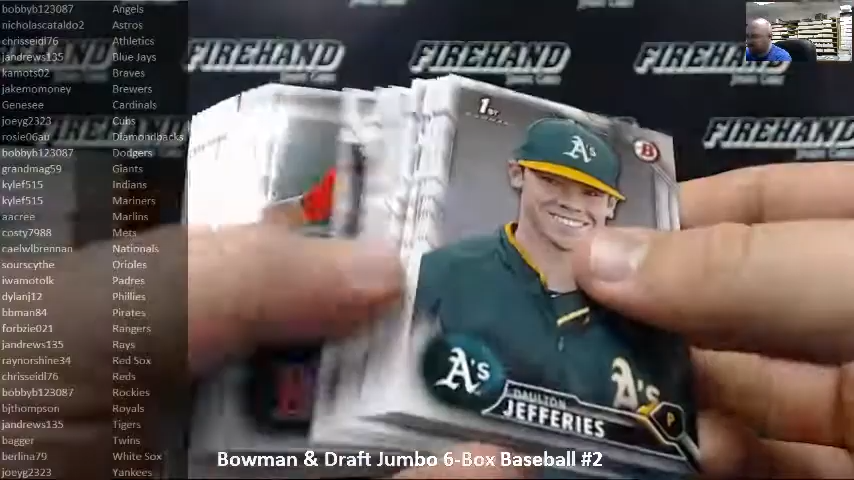 bobbyb123087 Angels
nicholascataldo2 Astros
chrisseidl76 Athletics
jandrews135 Blue Jays
kamots02 Braves
jakemomoney Brewers
Genesee Cardinals
joeyg2323 Cubs
rosie06au Diamondbacks
bobbyb123087 Dodgers
grandmag59 Giants
kylef515 Indians
kylef515 Mariners
aacree Marlins
costy7988 Mets
caelwlbrennan Nationals
sourscythe Orioles
iwamotolk Padres
dylanj12 Phillies
bbman84 Pirates
forbzie021 Rangers
jandrews135 Rays
raynorshine34 Red Sox
chrisseidl76 Reds
bobbyb123087 Rockies
bjthompson Royals
jandrews135 Tigers
bagger Twins
berlina79 White Sox
joeyg2323 Yankees
FIREHAND
FIREHAND
FIREHAND
FIREHAND
1ST
BOWMAN
B
A's
A's
A's
DAULTON
JEFFERIES
P
Bowman & Draft Jumbo 6-Box Baseball #2